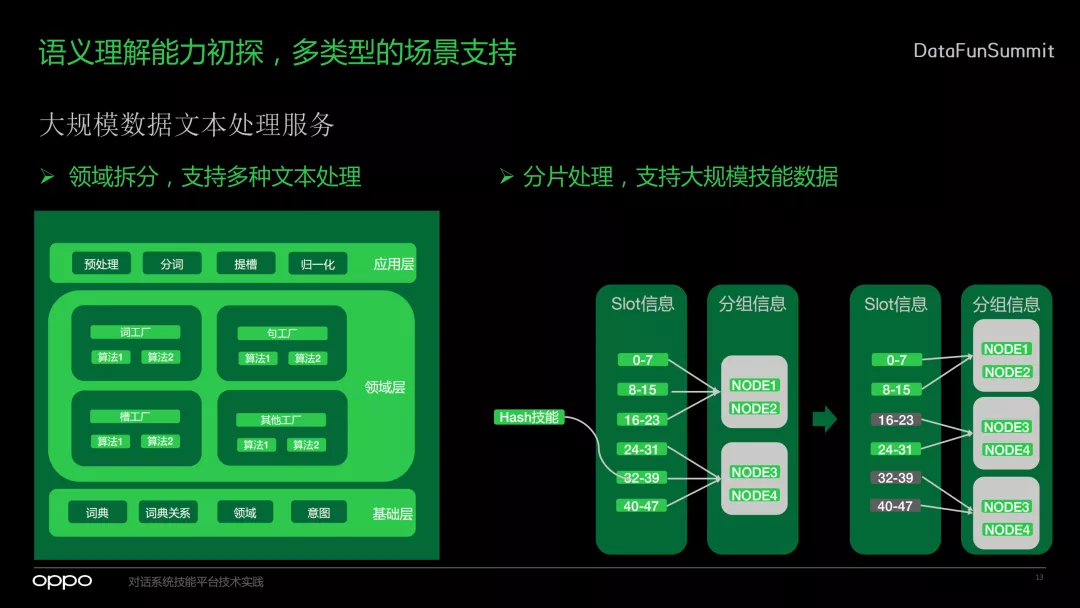 语义理解能力初探，多类型的场景支持
DataFunSummit
大规模数据文本处理服务
领域拆分，支持多种文本处理
分片处理，支持大规模技能数据
预处理 分词 提槽 归一化 应用层
词工厂
算法1 算法2
句工厂
算法1 算法2
槽工厂
算法1 算法2
其他工厂
算法1 算法2
领域层
词典 词典关系 领域 意图 基础层
Hash技能
Slot信息
0-7
8-15
16-23
24-31
32-39
40-47
分组信息
NODE1
NODE2
NODE3
NODE4
Slot信息
0-7
8-15
16-23
24-31
32-39
40-47
分组信息
NODE1
NODE2
NODE3
NODE4
NODE3
NODE4
oppo
对话系统技能平台技术实践
13